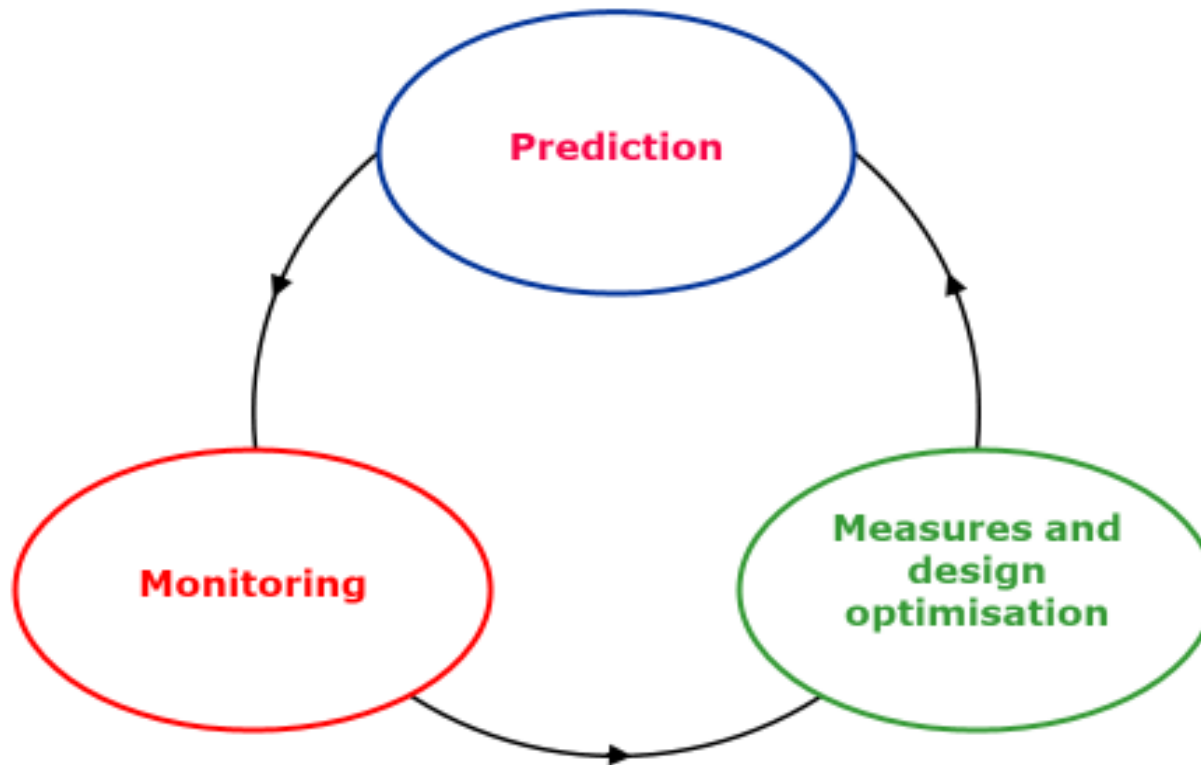 Prediction
Monitoring
Measures and
design
optimisation